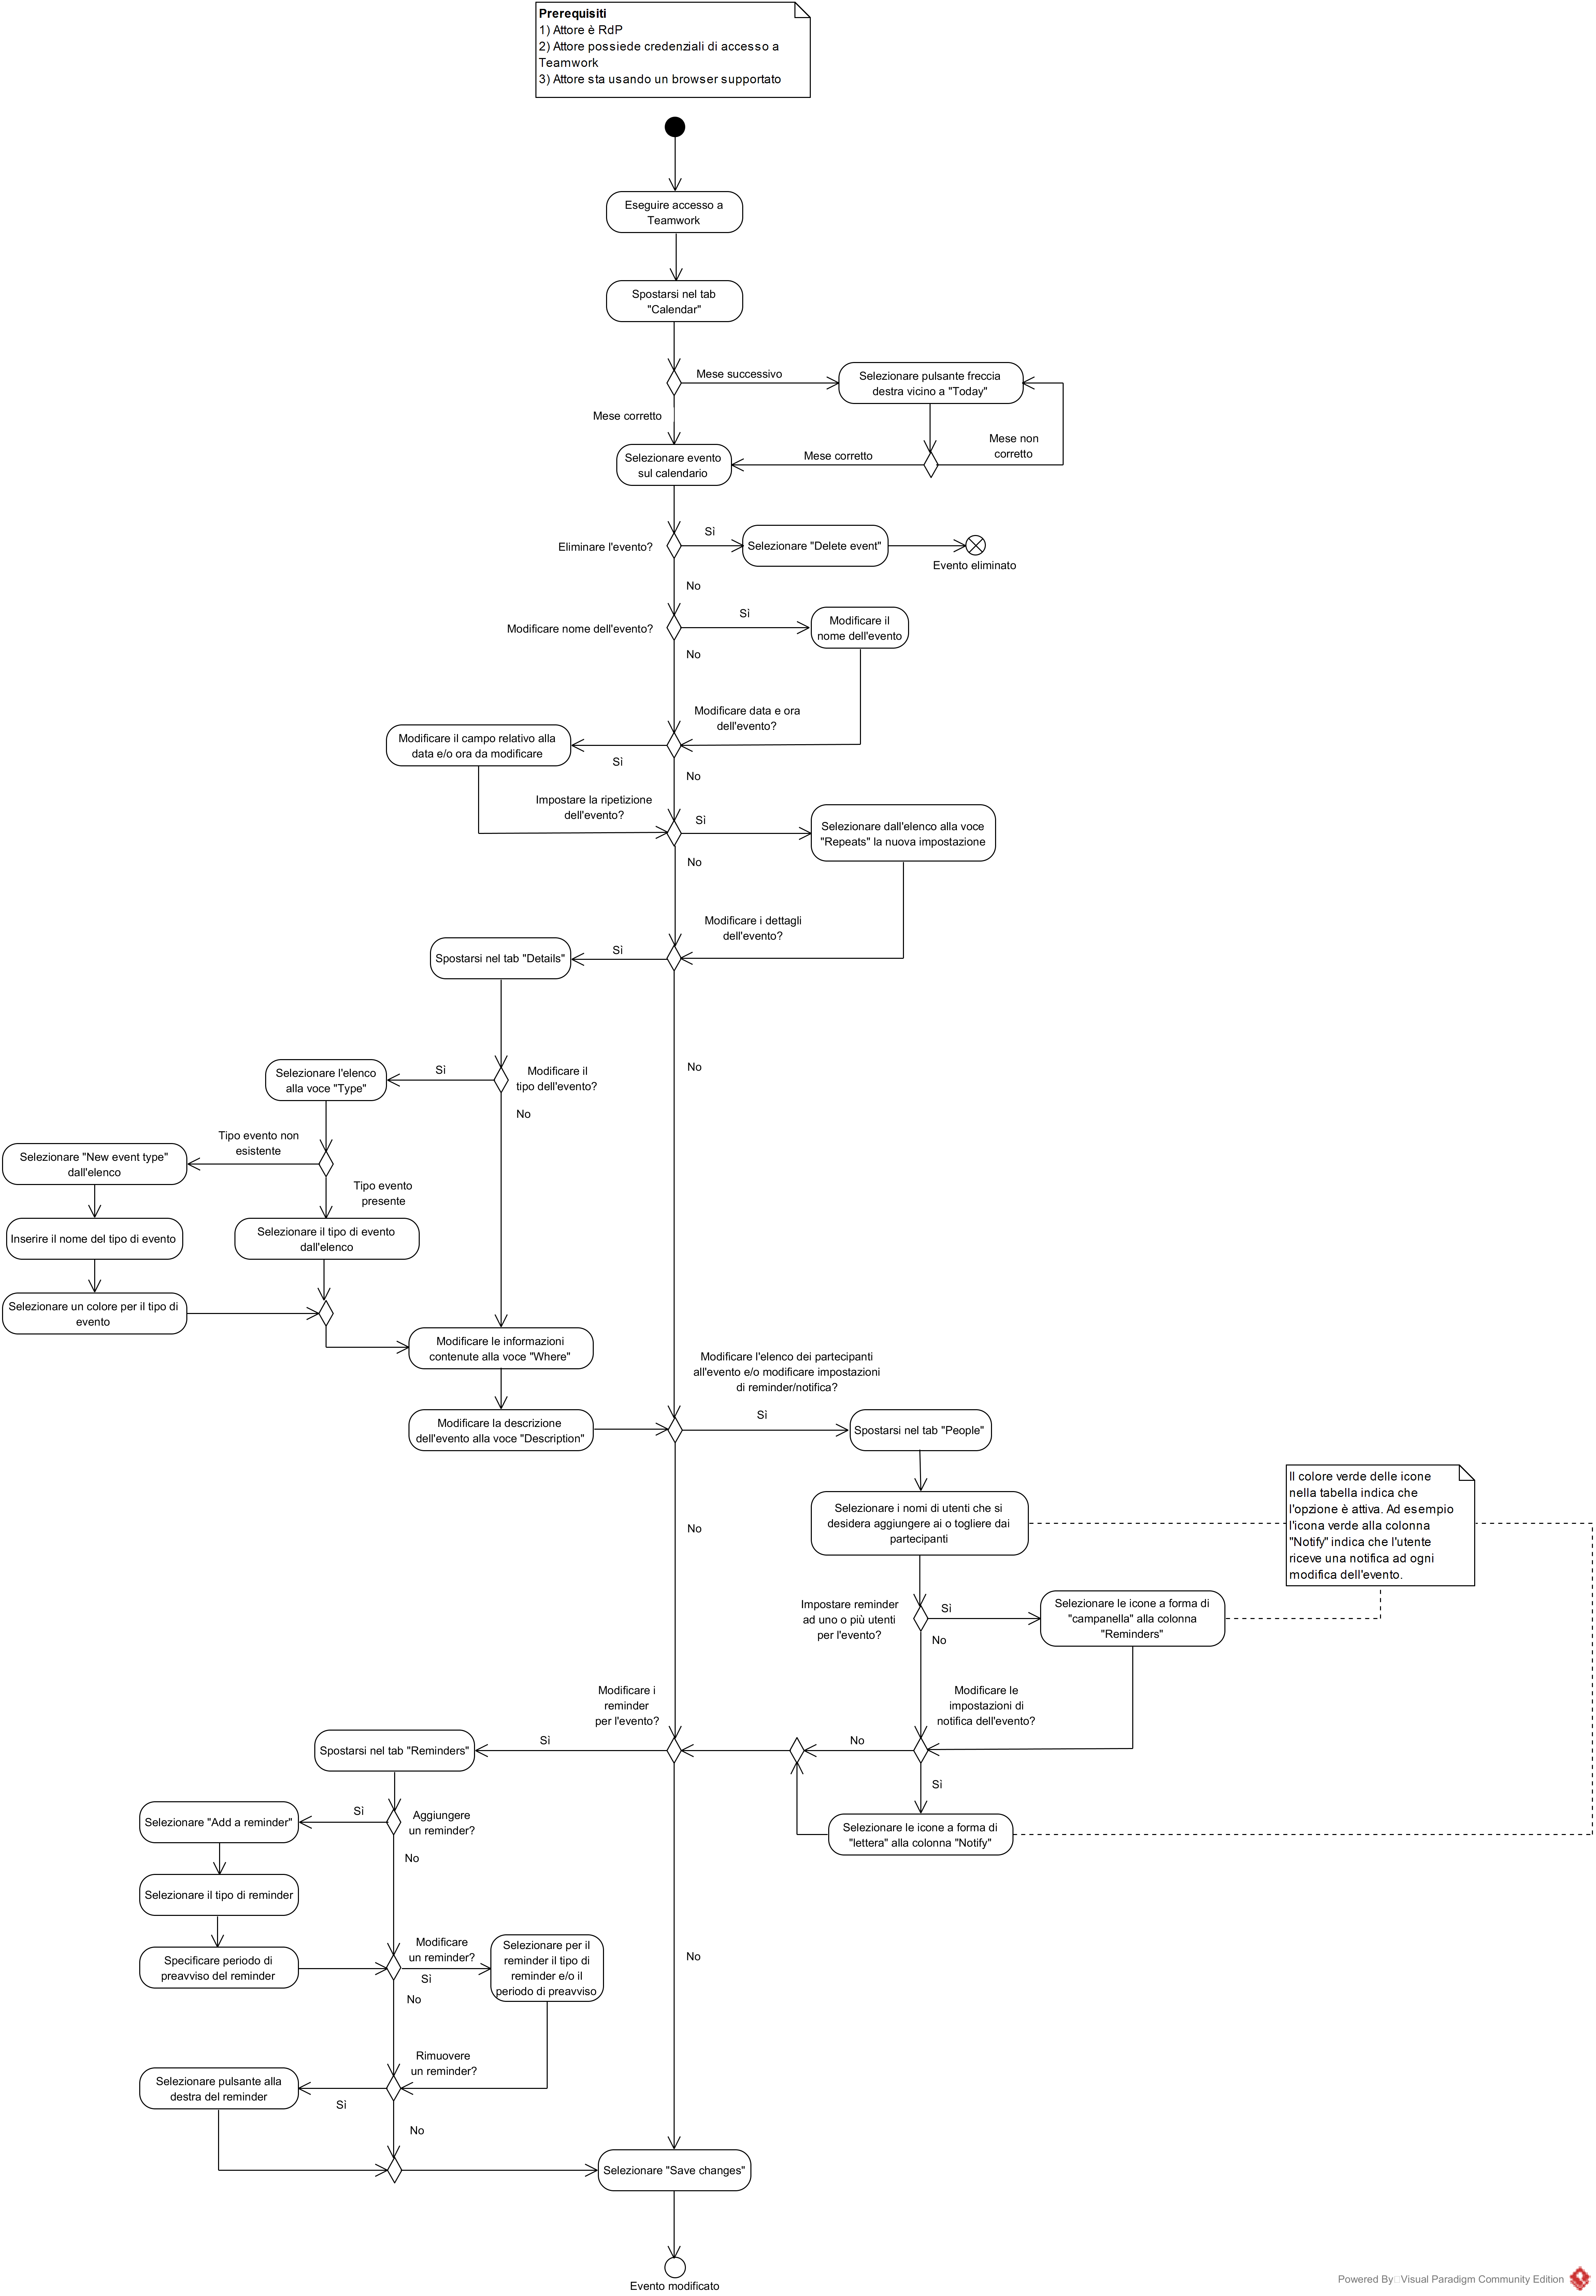 Prerequisiti
1) Attore è RdP
2) Attore possiede credenziali di accesso a
Teamwork
3) Attore sta usando un browser supportato
Eseguire accesso a
Teamwork
Spostarsi nel tab
"Calendar"
Mese successivo
Selezionare pulsante freccia
destra vicino a "Today"
Mese corretto
Mese non
corretto
Mese corretto
Selezionare evento
sul calendario
Eliminare l'evento?
Sì
Selezionare "Delete event"
Evento eliminato
No
Modificare nome dell'evento?
Sì
Modificare il
nome dell'evento
No
Modificare data e ora
dell'evento?
Modificare il campo relativo alla
data e/o ora da modificare
Sì
No
Impostare la ripetizione
dell'evento?
Sì
Selezionare dall'elenco alla voce
"Repeats" la nuova impostazione
No
Modificare i dettagli
dell'evento?
Sì
Spostarsi nel tab "Details"
No
Modificare il
tipo dell'evento?
Sì
Selezionare l'elenco
alla voce "Type"
No
Tipo evento non
esistente
Selezionare "New event type"
dall'elenco
Tipo evento
presente
Inserire il nome del tipo di evento
Selezionare il tipo di evento
dall'elenco
Selezionare un colore per il tipo di
evento
Modificare le informazioni
contenute alla voce "Where"
Modificare l'elenco dei partecipanti
all'evento e/o modificare impostazioni
di reminder/notifica?
Modificare la descrizione
dell'evento alla voce "Description"
Sì
Spostarsi nel tab "People"
Il colore verde delle icone
nella tabella indica che
l'opzione è attiva. Ad esempio
l'icona verde alla colonna
"Notify" indica che l'utente
riceve una notifica ad ogni
modifica dell'evento.
Selezionare i nomi di utenti che si
desidera aggiungere ai o togliere dai
partecipanti
No
Impostare reminder
ad uno o più utenti
per l'evento?
Sì
Selezionare le icone a forma di
"campanella" alla colonna
"Reminders"
No
Modificare i
reminder
per l'evento?
Modificare le
impostazioni di
notifica dell'evento?
Sì
Spostarsi nel tab "Reminders"
No
Sì
Selezionare le icone a forma di
"lettera" alla colonna "Notify"
Aggiungere
un reminder?
Sì
Selezionare "Add a reminder"
No
Selezionare il tipo di reminder
Specificare periodo di
preavviso del reminder
Modificare
un reminder?
Sì
Selezionare per il
reminder il tipo di
reminder e/o il
periodo di preavviso
No
No
Rimuovere
un reminder?
Selezionare pulsante alla
destra del reminder
Sì
No
Selezionare "Save changes"
Evento modificato
Powered By Visual Paradigm Community Edition